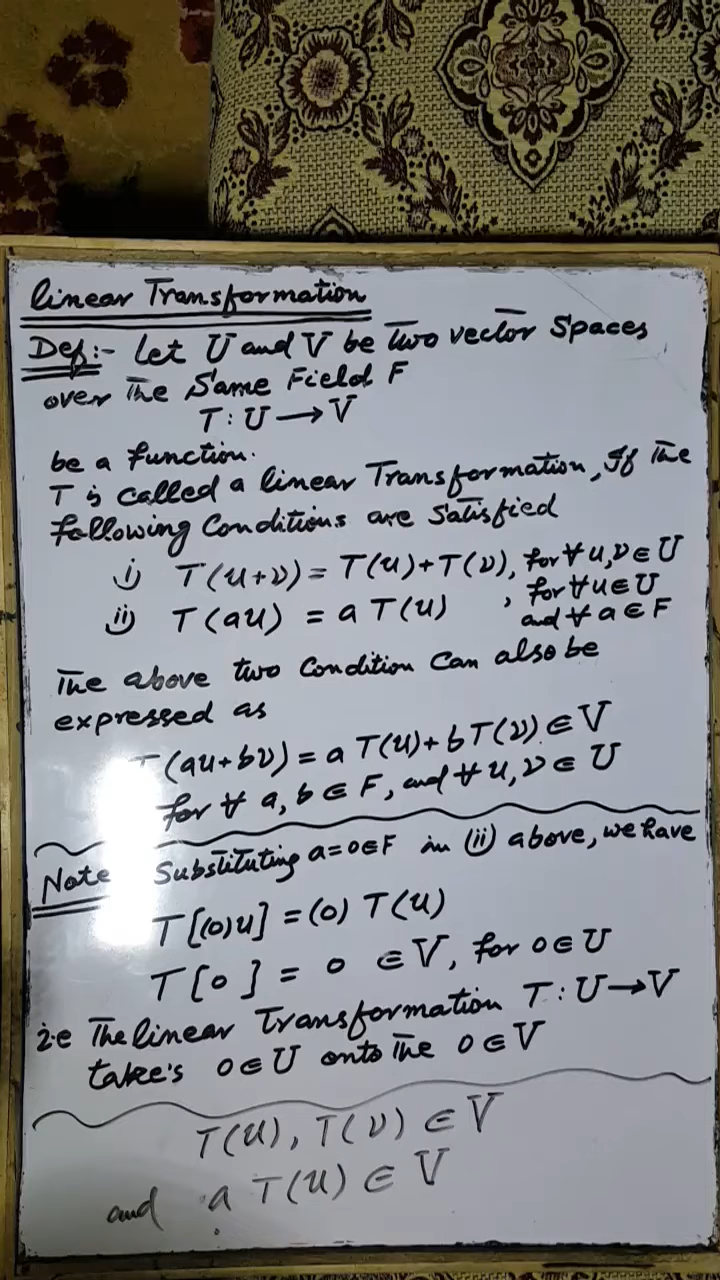 linear Transformation
Def:- Let U and V be Two vector Spaces
over The Same Field F
T : U → V
be a function.
T is called a linear Transformation, If The
following Conditions are Satisfied
i) T(u+v) = T(u)+T(v), for ∀ u,v ∈ U
ii) T(au) = a T(u) , for ∀ u ∈ U
and ∀ a ∈ F
The above two Condition Can also be
expressed as
T(au+bv) = a T(u)+ b T(v) ∈ V
for ∀ a, b ∈ F, and ∀ u, v ∈ U
Note Substituting a=0∈F in (ii) above, we have
T[(0)u] = (0) T(u)
T[0] = 0 ∈ V, for 0 ∈ U
i.e The linear Transformation T : U → V
take's 0 ∈ U onto The 0 ∈ V
T(u), T(v) ∈ V
and a T(u) ∈ V